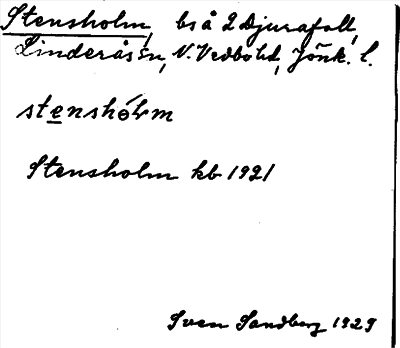 Stensholm, bs å 2 Djurafall,
Linderås sn, N. Vedbo hd, Jönk. l.
stenshólm
Stensholm kb 1921
Sven Sandberg 1929